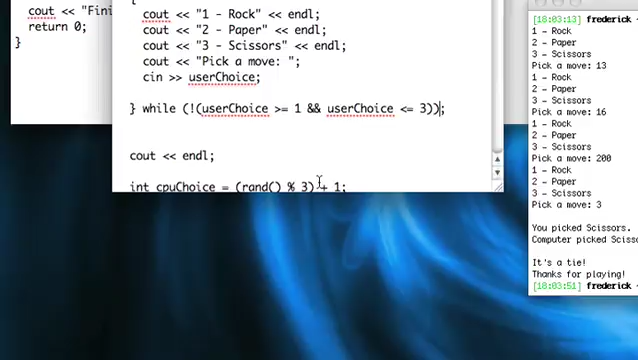 cout << "Fini
return 0;
}
cout << "1 - Rock" << endl;
cout << "2 - Paper" << endl;
cout << "3 - Scissors" << endl;
cout << "Pick a move: ";
cin >> userChoice;
} while (!(userChoice >= 1 && userChoice <= 3));
cout << endl;
int cpuChoice = (rand() % 3) + 1;
[18:03:13] frederick
1 - Rock
2 - Paper
3 - Scissors
Pick a move: 13
1 - Rock
2 - Paper
3 - Scissors
Pick a move: 16
1 - Rock
2 - Paper
3 - Scissors
Pick a move: 200
1 - Rock
2 - Paper
3 - Scissors
Pick a move: 3
You picked Scissors.
Computer picked Scisso
It's a tie!
Thanks for playing!
[18:03:51] frederick